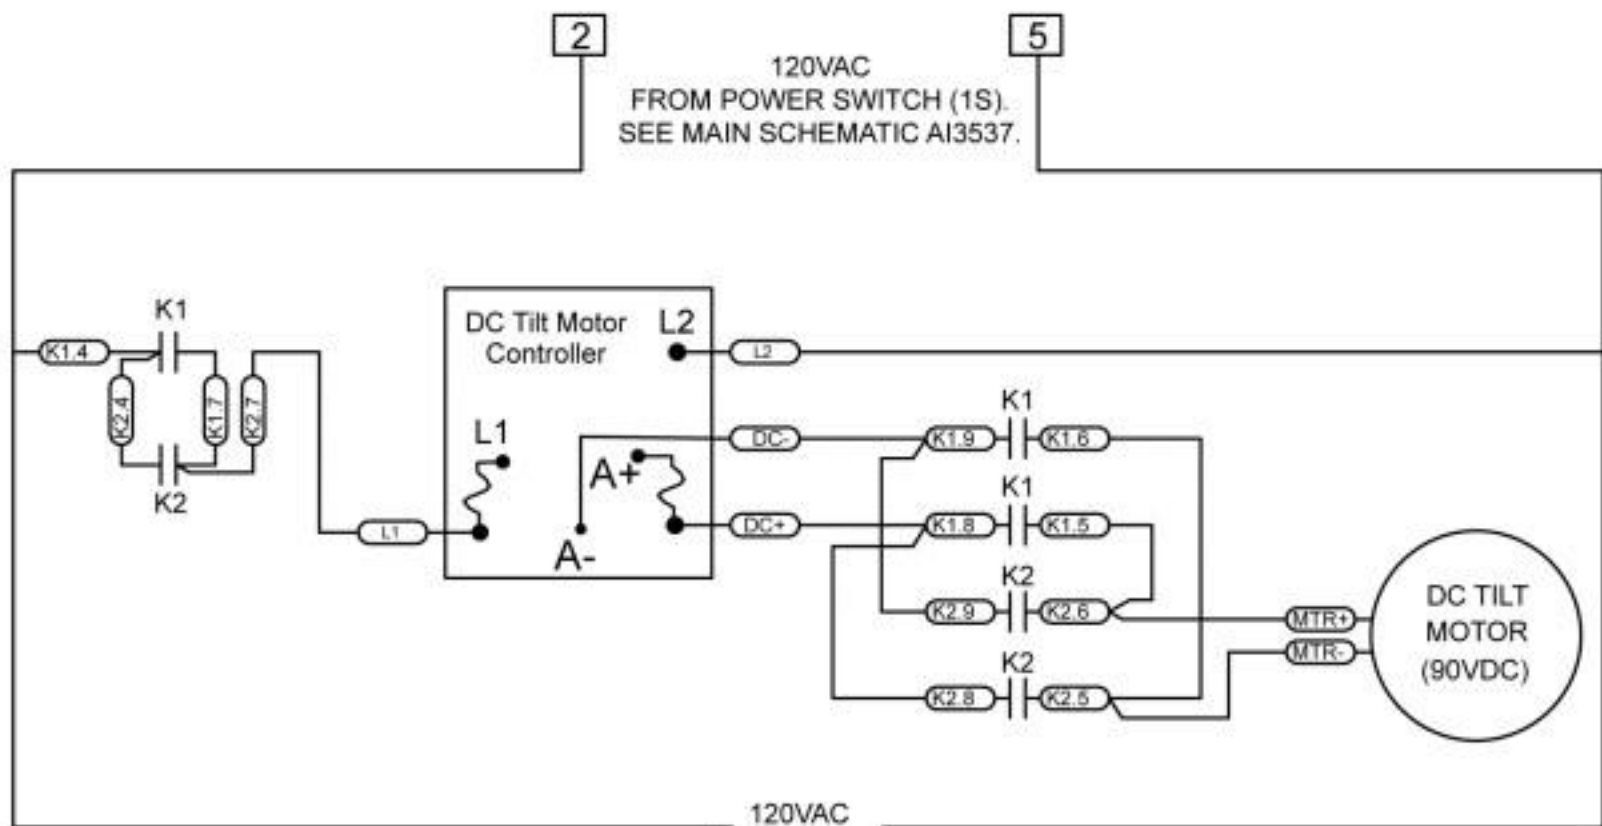 2
5
120VAC
FROM POWER SWITCH (1S).
SEE MAIN SCHEMATIC AI3537.
K1
K1.4
K2.4
K1.7
K2.7
K2
DC Tilt Motor
Controller
L2
L2
L1
L1
A+
A-
DC-
DC+
K1
K1.9
K1.6
K1
K1.8
K1.5
K2
K2.9
K2.6
K2
K2.8
K2.5
MTR+
MTR-
DC TILT
MOTOR
(90VDC)
120VAC